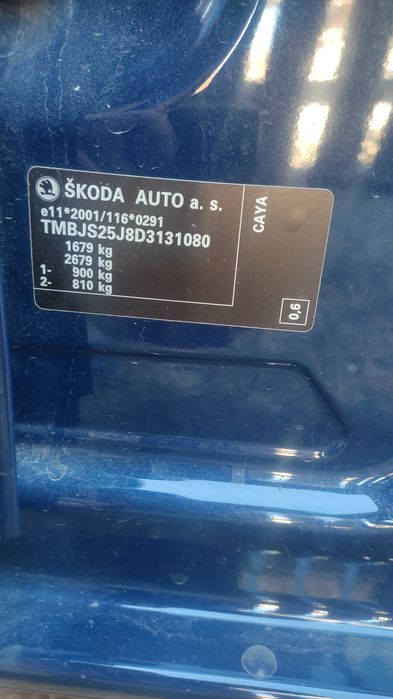 ŠKODA AUTO a. s.
e11*2001/116*0291
TMBJS25J8D3131080
1679 kg
2679 kg
1- 900 kg
2- 810 kg
CAYA
0,6